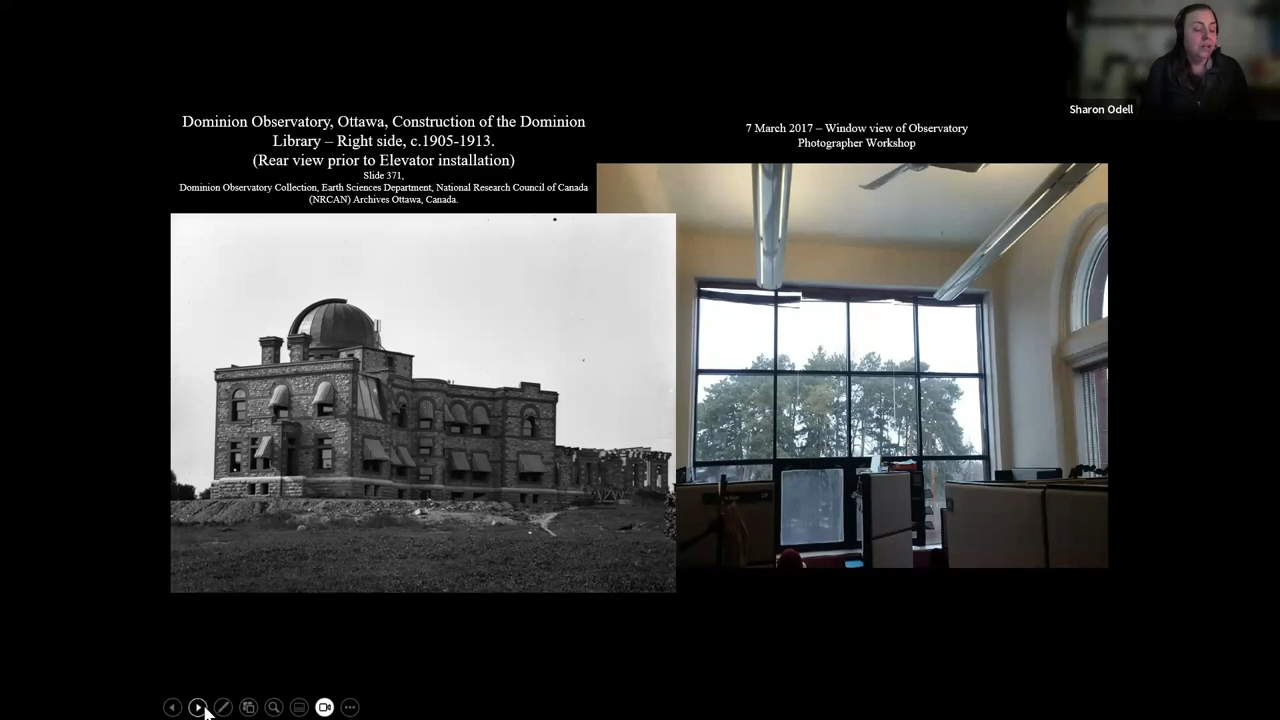 Dominion Observatory, Ottawa, Construction of the Dominion
Library – Right side, c.1905-1913.
(Rear view prior to Elevator installation)
Slide 371,
Dominion Observatory Collection, Earth Sciences Department, National Research Council of Canada
(NRCAN) Archives Ottawa, Canada.
7 March 2017 – Window view of Observatory
Photographer Workshop
Sharon Odell